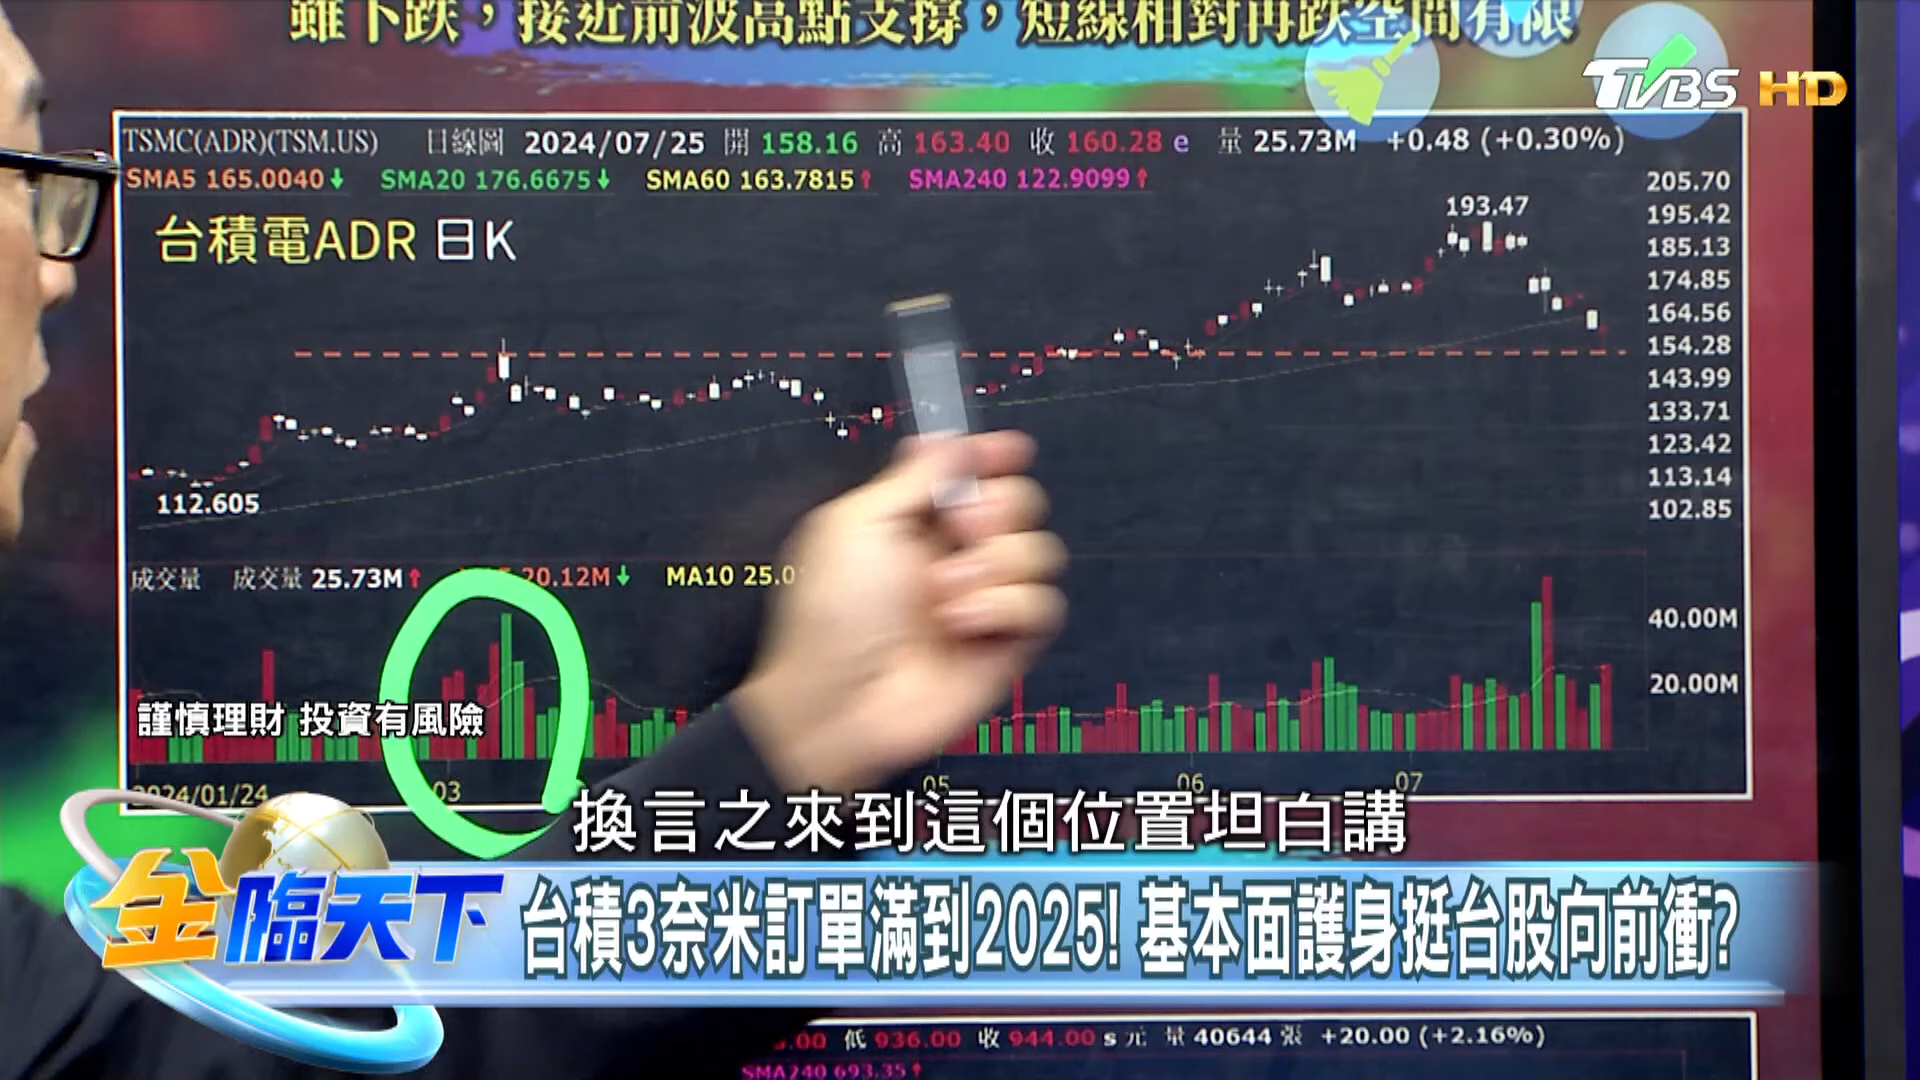 雖下跌，接近前波高點支撐，短線相對再跌空間有限
TVBS HD
TSMC(ADR)(TSM.US) 日線圖 2024/07/25 開 158.16 高 163.40 收 160.28 e 量 25.73M +0.48 (+0.30%)
SMA5 165.0040↓ SMA20 176.6675↓ SMA60 163.7815↑ SMA240 122.9099↑
台積電ADR 日K
205.70
193.47
195.42
185.13
174.85
164.56
154.28
143.99
133.71
123.42
113.14
112.605
102.85
成交量 成交量 25.73M↑ 20.12M↓ MA10 25.0
40.00M
20.00M
謹慎理財 投資有風險
2024/01/24 03 05 06 07
換言之來到這個位置坦白講
金臨天下
台積3奈米訂單滿到2025! 基本面護身挺台股向前衝?
低 936.00 收 944.00 s 元 量 40644 張 +20.00 (+2.16%)
SMA240 693.35↑